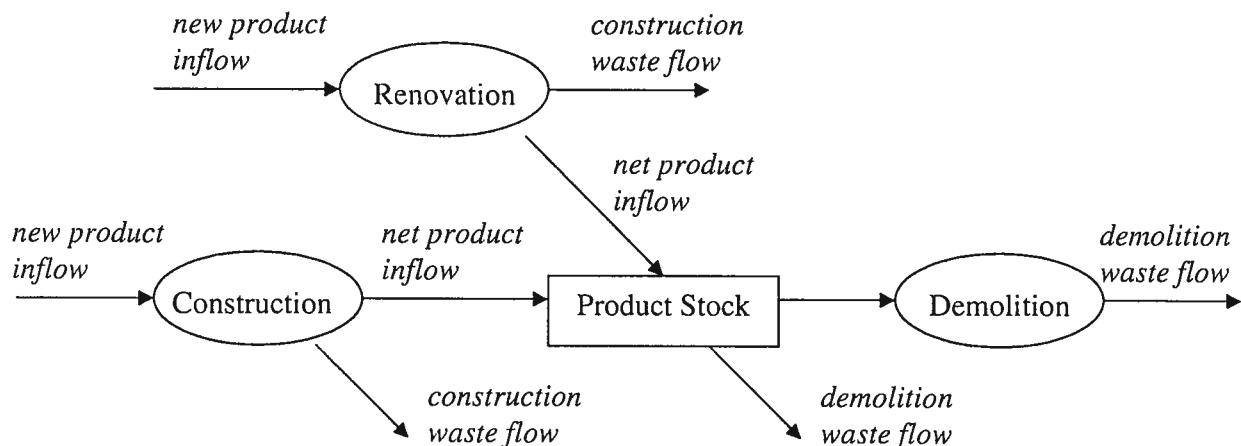 new product
inflow
construction
waste flow
Renovation
net product
inflow
new product
inflow
net product
inflow
demolition
waste flow
Construction
Product Stock
Demolition
construction
waste flow
demolition
waste flow